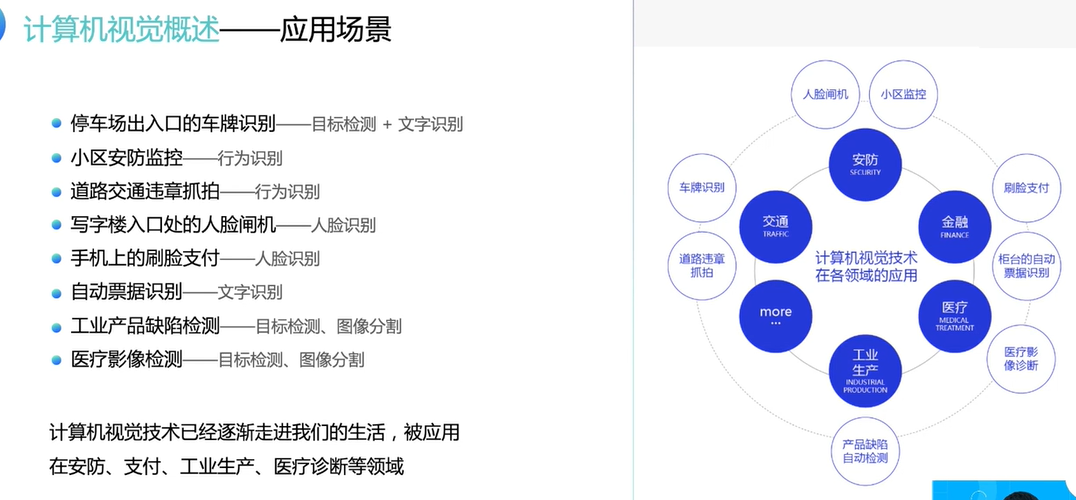 计算机视觉概述——应用场景
停车场出入口的车牌识别——目标检测 + 文字识别
小区安防监控——行为识别
道路交通违章抓拍——行为识别
写字楼入口处的人脸闸机——人脸识别
手机上的刷脸支付——人脸识别
自动票据识别——文字识别
工业产品缺陷检测——目标检测、图像分割
医疗影像检测——目标检测、图像分割
计算机视觉技术已经逐渐走进我们的生活，被应用
在安防、支付、工业生产、医疗诊断等领域
人脸闸机
小区监控
安防
SECURITY
车牌识别
刷脸支付
交通
TRAFFIC
金融
FINANCE
计算机视觉技术
在各领域的应用
道路违章
抓拍
柜台的自动
票据识别
more
...
医疗
MEDICAL
TREATMENT
工业
生产
INDUSTRIAL
PRODUCTION
医疗影
像诊断
产品缺陷
自动检测